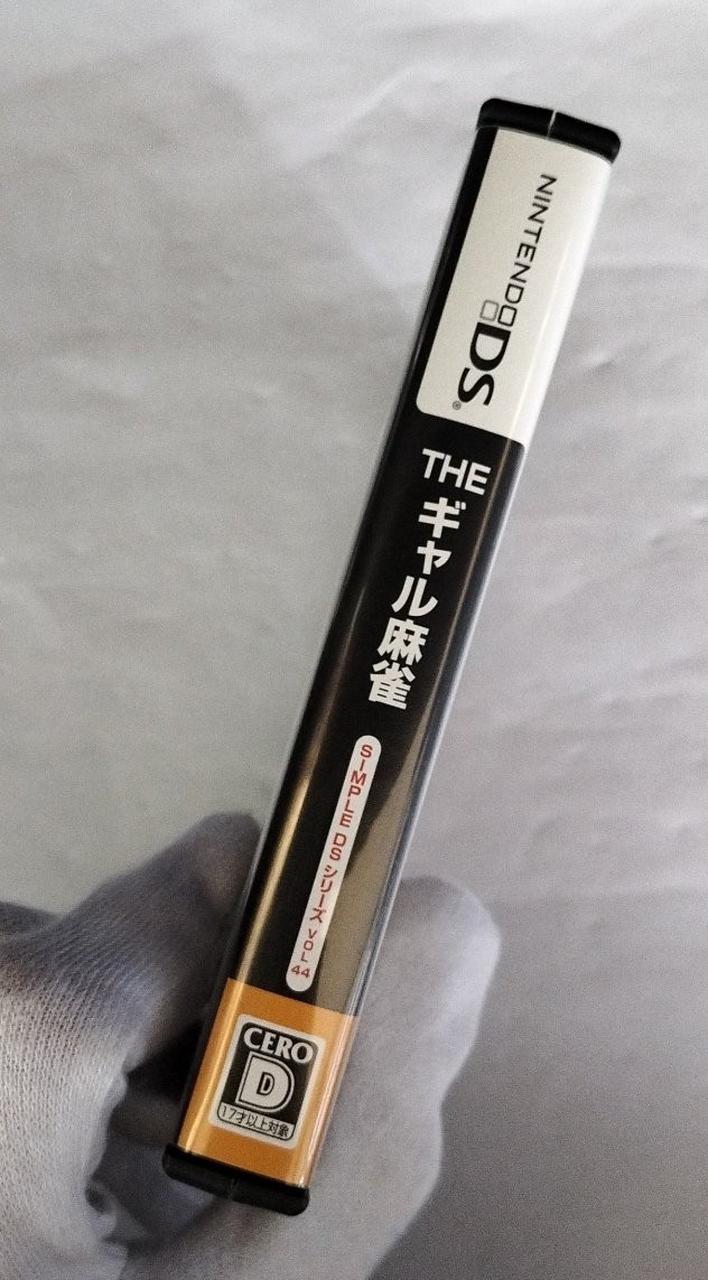 NINTENDO DS®
THE ギャル麻雀
SIMPLE DS シリーズ VOL 44
CERO
D
17才以上対象